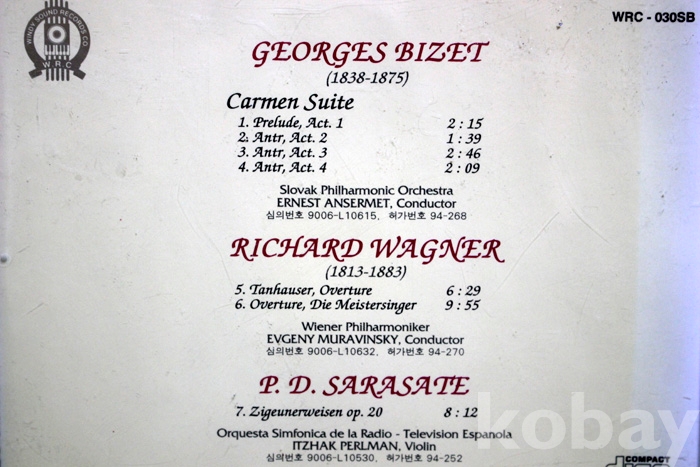 WINDY SOUND RECORDS CO
W.R.C
WRC - 030SB
GEORGES BIZET
(1838-1875)
Carmen Suite
1. Prelude, Act. 1 2 : 15
2. Antr, Act. 2 1 : 39
3. Antr, Act. 3 2 : 46
4. Antr, Act. 4 2 : 09
Slovak Philharmonic Orchestra
ERNEST ANSERMET, Conductor
심의번호 9006-L10615, 허가번호 94-268
RICHARD WAGNER
(1813-1883)
5. Tanhauser, Overture 6 : 29
6. Overture, Die Meistersinger 9 : 55
Wiener Philharmoniker
EVGENY MURAVINSKY, Conductor
심의번호 9006-L10632, 허가번호 94-270
P. D. SARASATE
7. Zigeunerweisen op. 20 8 : 12
Orquesta Simfonica de la Radio - Television Espanola
ITZHAK PERLMAN, Violin
심의번호 9006-L10530, 허가번호 94-252
kobay
COMPACT